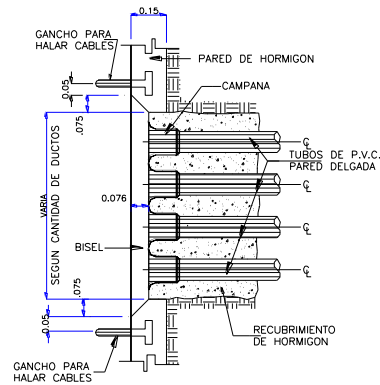 0.15
GANCHO PARA
HALAR CABLES
PARED DE HORMIGON
0.05
CAMPANA
.075
℄
TUBOS DE P.V.C.
PARED DELGADA
℄
VARIA
SEGUN CANTIDAD DE DUCTOS
0.076
℄
BISEL
℄
.075
0.05
RECUBRIMIENTO
DE HORMIGON
GANCHO PARA
HALAR CABLES